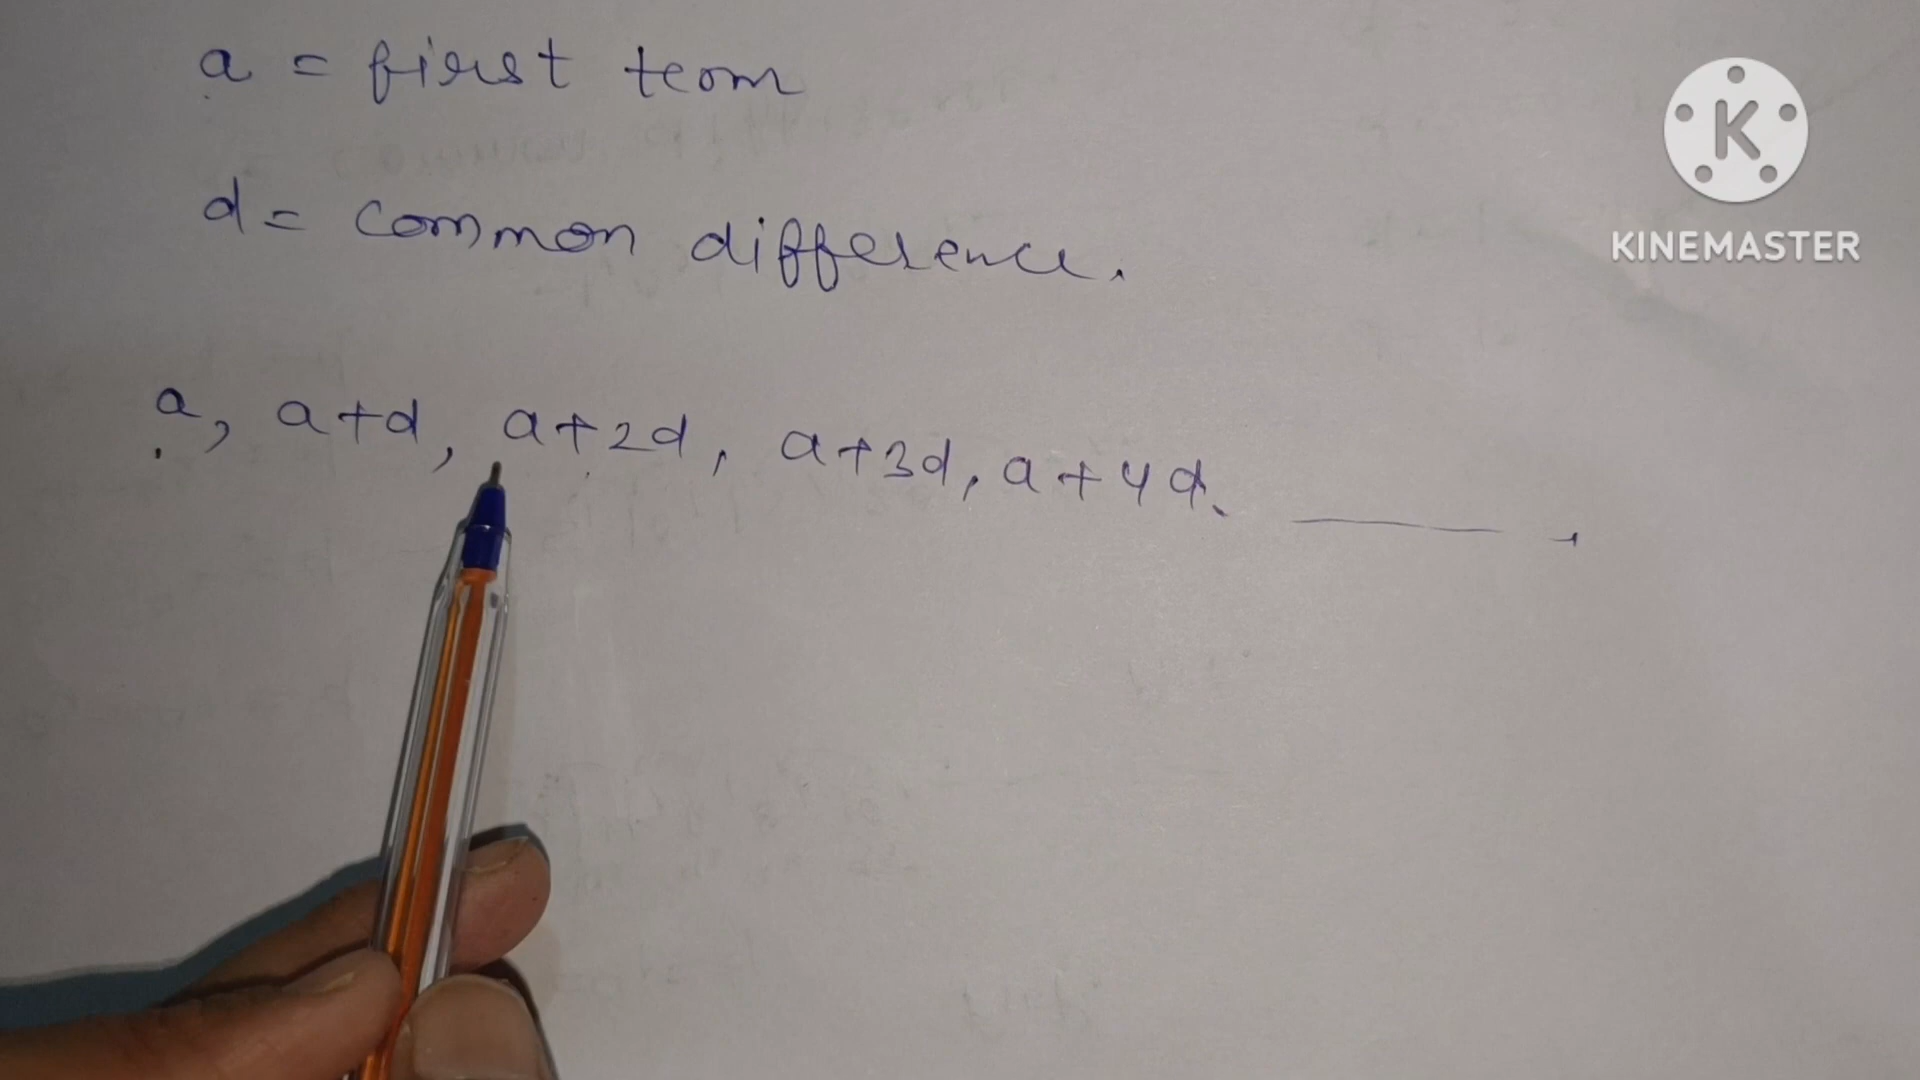 a = first term
d = common difference.
a, a+d, a+2d, a+3d, a+4d, ――― .
K
KINEMASTER